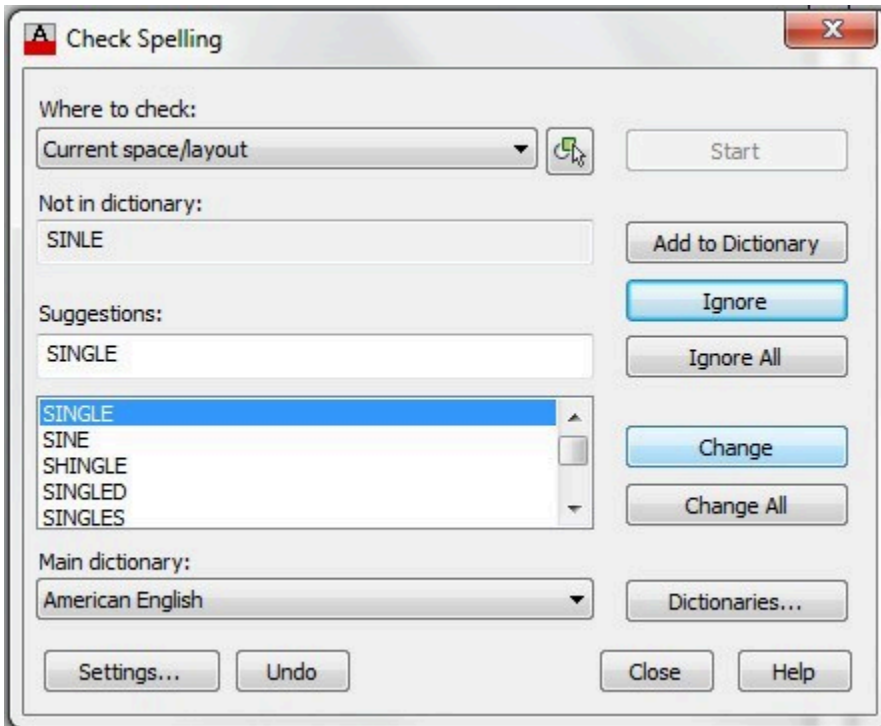 A Check Spelling
Where to check:
Current space/layout
Start
Not in dictionary:
SINLE
Add to Dictionary
Ignore
Suggestions:
SINGLE
Ignore All
SINGLE
SINE
SHINGLE
SINGLED
SINGLES
Change
Change All
Main dictionary:
American English
Dictionaries...
Settings...
Undo
Close
Help